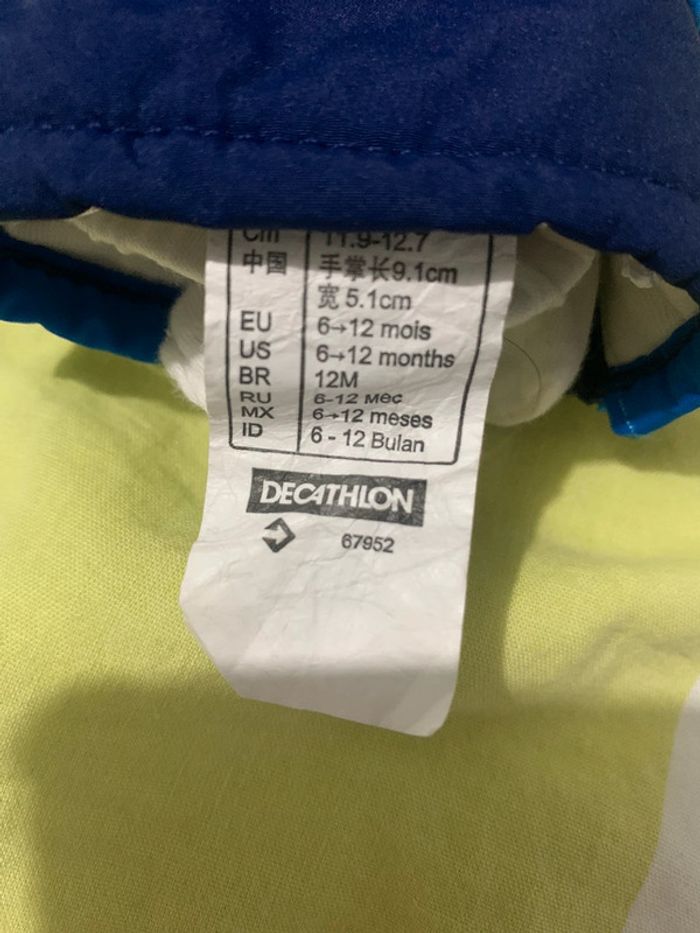 cm 11.9-12.7
中国 手掌长9.1cm
宽 5.1cm
EU 6→12 mois
US 6→12 months
BR 12M
RU 6-12 мес
MX 6→12 meses
ID 6 - 12 Bulan
DECATHLON
67952